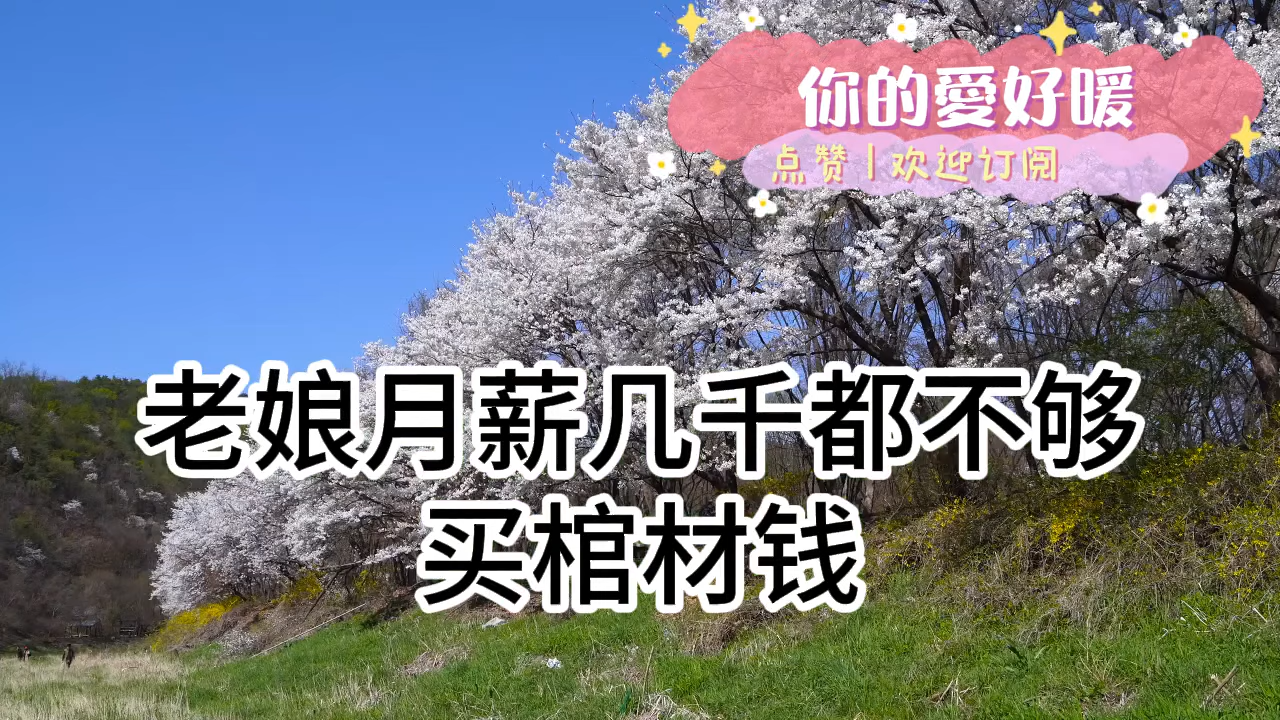 你的愛好暖
点赞|欢迎订阅
老娘月薪几千都不够
买棺材钱